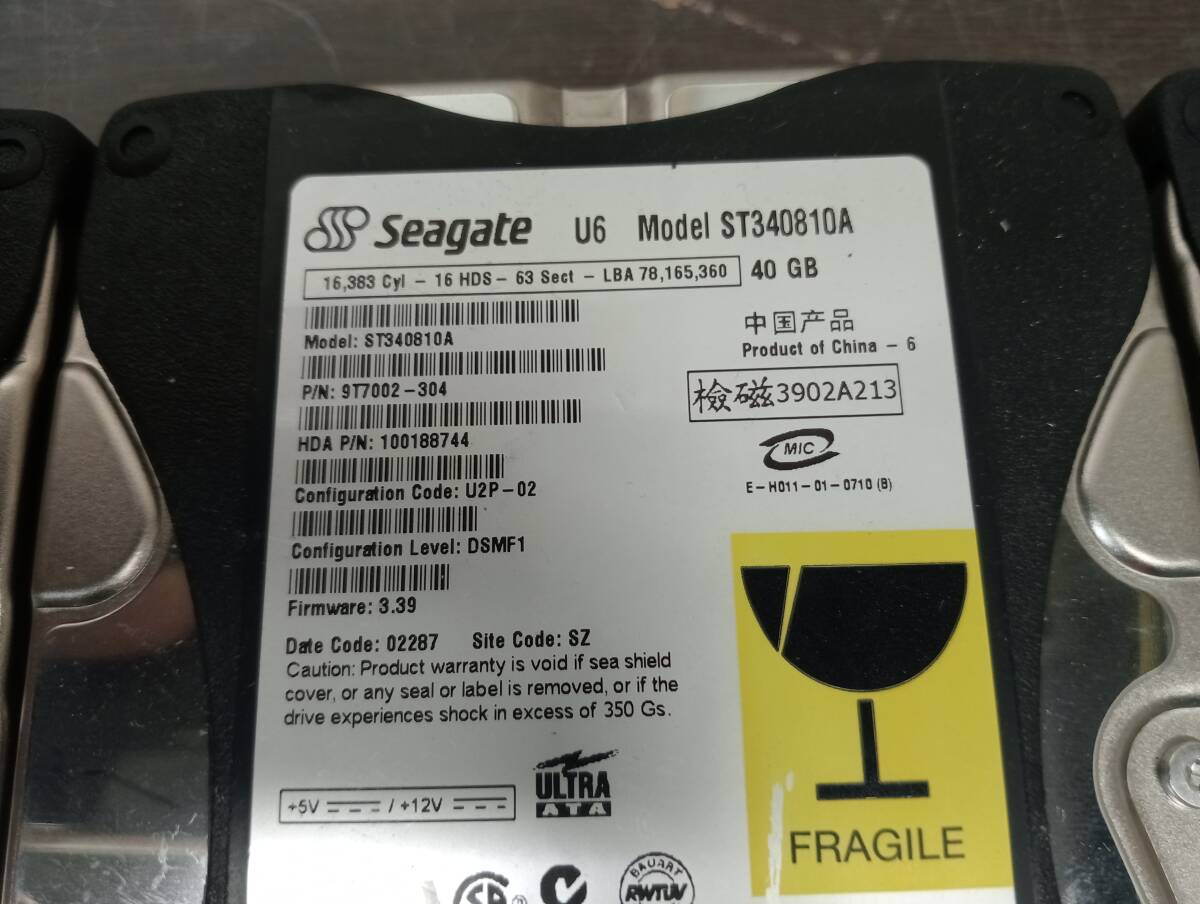 Seagate U6 Model ST340810A
16,383 Cyl - 16 HDS - 63 Sect - LBA 78,165,360 40 GB
Model: ST340810A
P/N: 9T7002-304
HDA P/N: 100188744
Configuration Code: U2P-02
Configuration Level: DSMF1
Firmware: 3.39
Date Code: 02287 Site Code: SZ
Caution: Product warranty is void if sea shield
cover, or any seal or label is removed, or if the
drive experiences shock in excess of 350 Gs.
+5V / +12V
ULTRA
ATA
中国产品
Product of China - 6
檢磁3902A213
MIC
E-H011-01-0710 (B)
FRAGILE
BAUART
RWTÜV